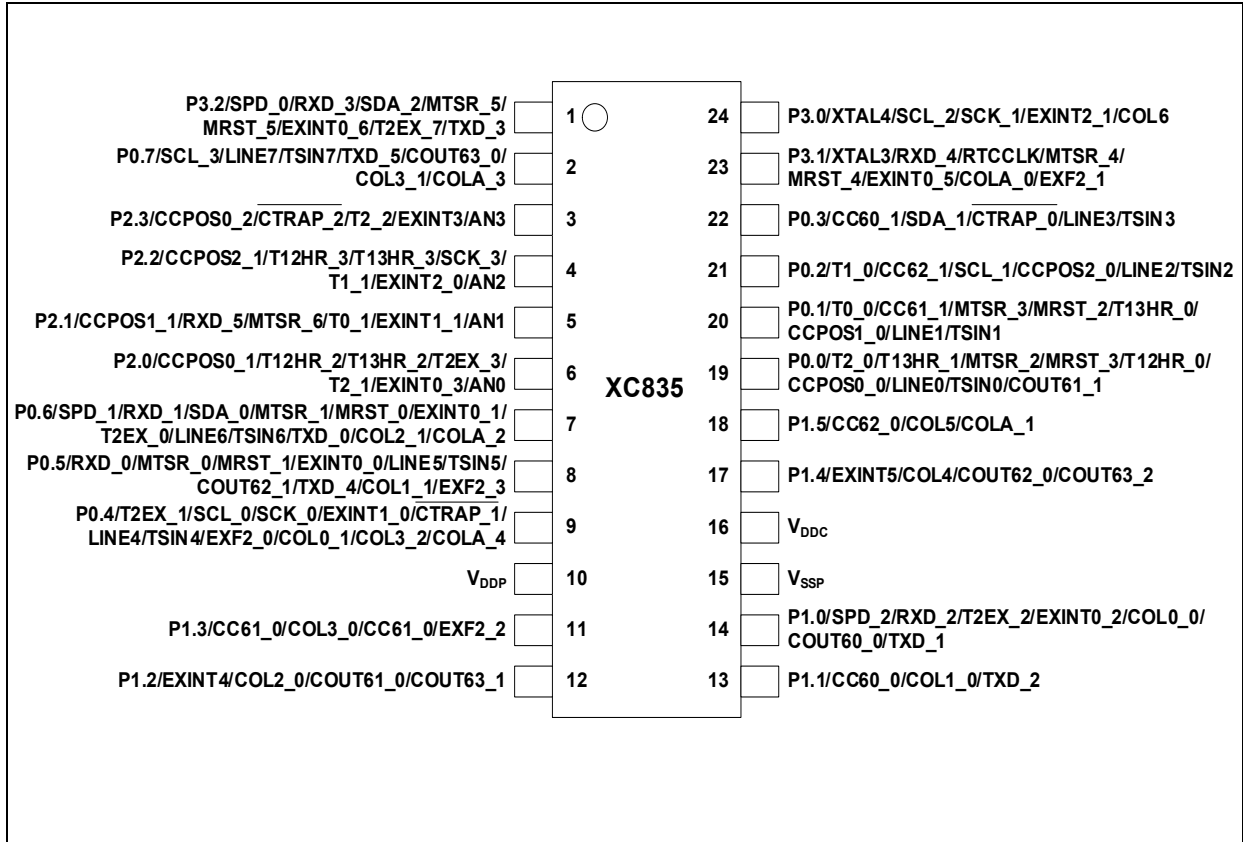 P3.2/SPD_0/RXD_3/SDA_2/MTSR_5/
MRST_5/EXINT0_6/T2EX_7/TXD_3
1
P0.7/SCL_3/LINE7/TSIN7/TXD_5/COUT63_0/
COL3_1/COLA_3
2
P2.3/CCPOS0_2/CTRAP_2/T2_2/EXINT3/AN3
3
P2.2/CCPOS2_1/T12HR_3/T13HR_3/SCK_3/
T1_1/EXINT2_0/AN2
4
P2.1/CCPOS1_1/RXD_5/MTSR_6/T0_1/EXINT1_1/AN1
5
P2.0/CCPOS0_1/T12HR_2/T13HR_2/T2EX_3/
T2_1/EXINT0_3/AN0
6
P0.6/SPD_1/RXD_1/SDA_0/MTSR_1/MRST_0/EXINT0_1/
T2EX_0/LINE6/TSIN6/TXD_0/COL2_1/COLA_2
7
P0.5/RXD_0/MTSR_0/MRST_1/EXINT0_0/LINE5/TSIN5/
COUT62_1/TXD_4/COL1_1/EXF2_3
8
P0.4/T2EX_1/SCL_0/SCK_0/EXINT1_0/CTRAP_1/
LINE4/TSIN4/EXF2_0/COL0_1/COL3_2/COLA_4
9
VDDP
10
P1.3/CC61_0/COL3_0/CC61_0/EXF2_2
11
P1.2/EXINT4/COL2_0/COUT61_0/COUT63_1
12
XC835
24
P3.0/XTAL4/SCL_2/SCK_1/EXINT2_1/COL6
23
P3.1/XTAL3/RXD_4/RTCCLK/MTSR_4/
MRST_4/EXINT0_5/COLA_0/EXF2_1
22
P0.3/CC60_1/SDA_1/CTRAP_0/LINE3/TSIN3
21
P0.2/T1_0/CC62_1/SCL_1/CCPOS2_0/LINE2/TSIN2
20
P0.1/T0_0/CC61_1/MTSR_3/MRST_2/T13HR_0/
CCPOS1_0/LINE1/TSIN1
19
P0.0/T2_0/T13HR_1/MTSR_2/MRST_3/T12HR_0/
CCPOS0_0/LINE0/TSIN0/COUT61_1
18
P1.5/CC62_0/COL5/COLA_1
17
P1.4/EXINT5/COL4/COUT62_0/COUT63_2
16
VDDC
15
VSSP
14
P1.0/SPD_2/RXD_2/T2EX_2/EXINT0_2/COL0_0/
COUT60_0/TXD_1
13
P1.1/CC60_0/COL1_0/TXD_2